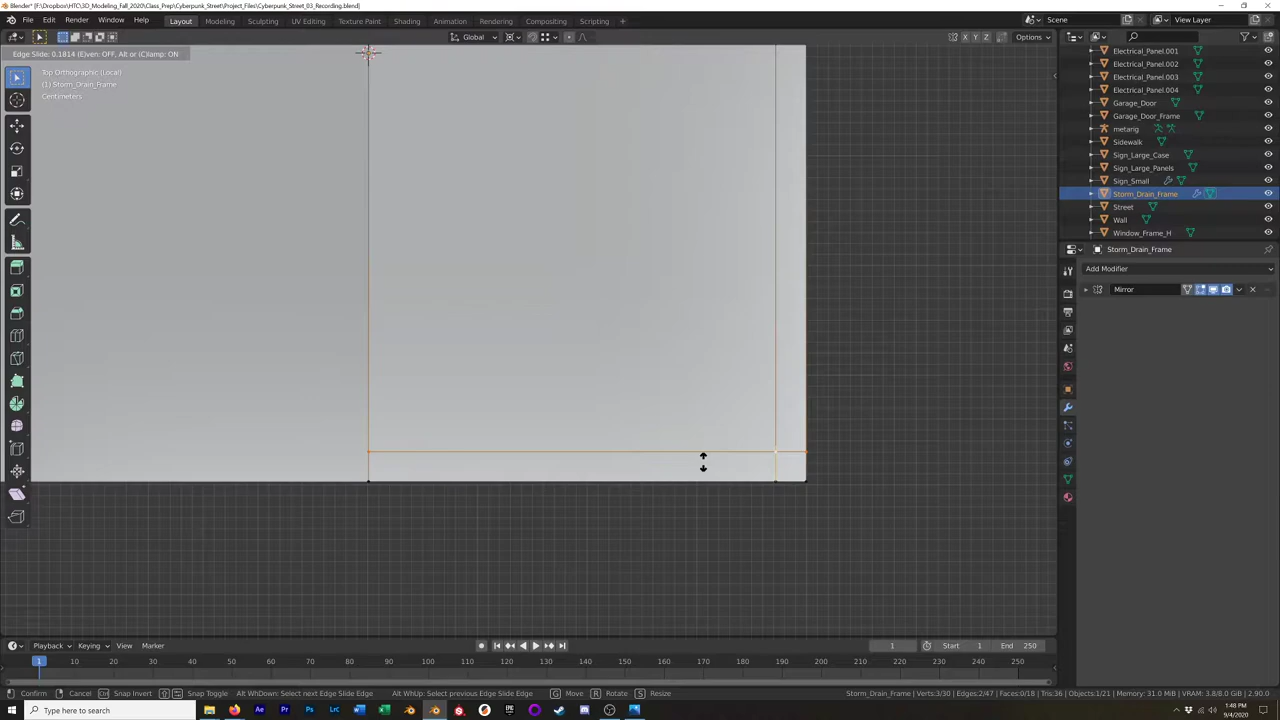 Blender* [F:\Dropbox\HTC\3D_Modeling_Fall_2020\Class_Prep\Cyberpunk_Street\Project_Files\Cyberpunk_Street_03_Recording.blend]
File Edit Render Window Help Layout Modeling Sculpting UV Editing Texture Paint Shading Animation Rendering Compositing Scripting Scene View Layer
Global X Y Z Options
Edge Slide: 0.1814 (E)ven: OFF, Alt or (C)lamp: ON
Top Orthographic (Local)
(1) Storm_Drain_Frame
Centimeters
Electrical_Panel.001
Electrical_Panel.002
Electrical_Panel.003
Electrical_Panel.004
Garage_Door
Garage_Door_Frame
metarig
Sidewalk
Sign_Large_Case
Sign_Large_Panels
Sign_Small
Storm_Drain_Frame
Street
Wall
Window_Frame_H
Storm_Drain_Frame
Add Modifier
Mirror
Playback Keying View Marker 1 Start 1 End 250
1 10 20 30 40 50 60 70 80 90 100 110 120 130 140 150 160 170 180 190 200 210 220 230 240 250
Confirm Cancel Snap Invert Snap Toggle Alt WhDown: Select next Edge Slide Edge Alt WhUp: Select previous Edge Slide Edge G Move R Rotate S Resize Storm_Drain_Frame | Verts:3/30 | Edges:2/47 | Faces:0/18 | Tris:36 | Objects:1/21 | Memory: 31.0 MiB | VRAM: 3.8/8.0 GiB | 2.90.0
Type here to search
1:48 PM
9/4/2020